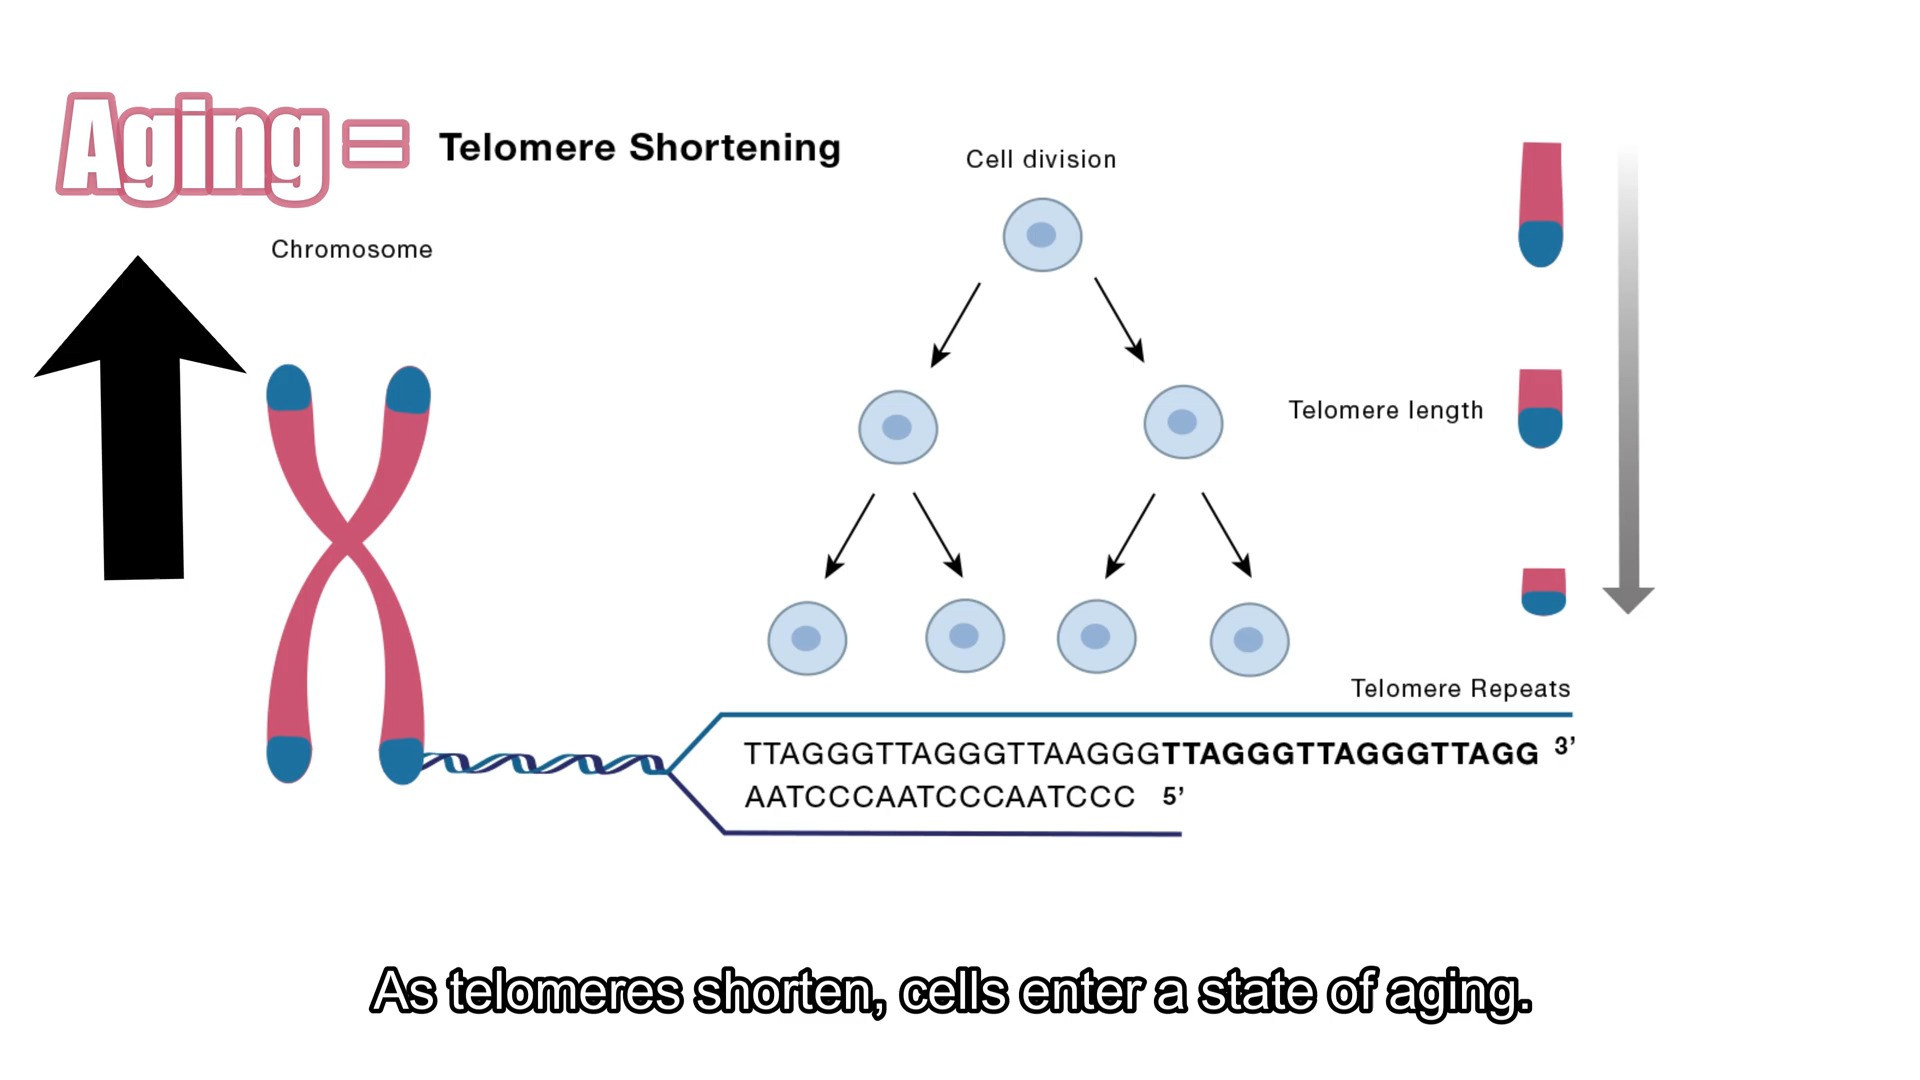 Aging = Telomere Shortening
Cell division
Chromosome
Telomere length
Telomere Repeats
TTAGGGTTAGGGTTAAGGGTTAGGGTTAGGGTTAGG 3’
AATCCCAATCCCAATCCC 5’
As telomeres shorten, cells enter a state of aging.